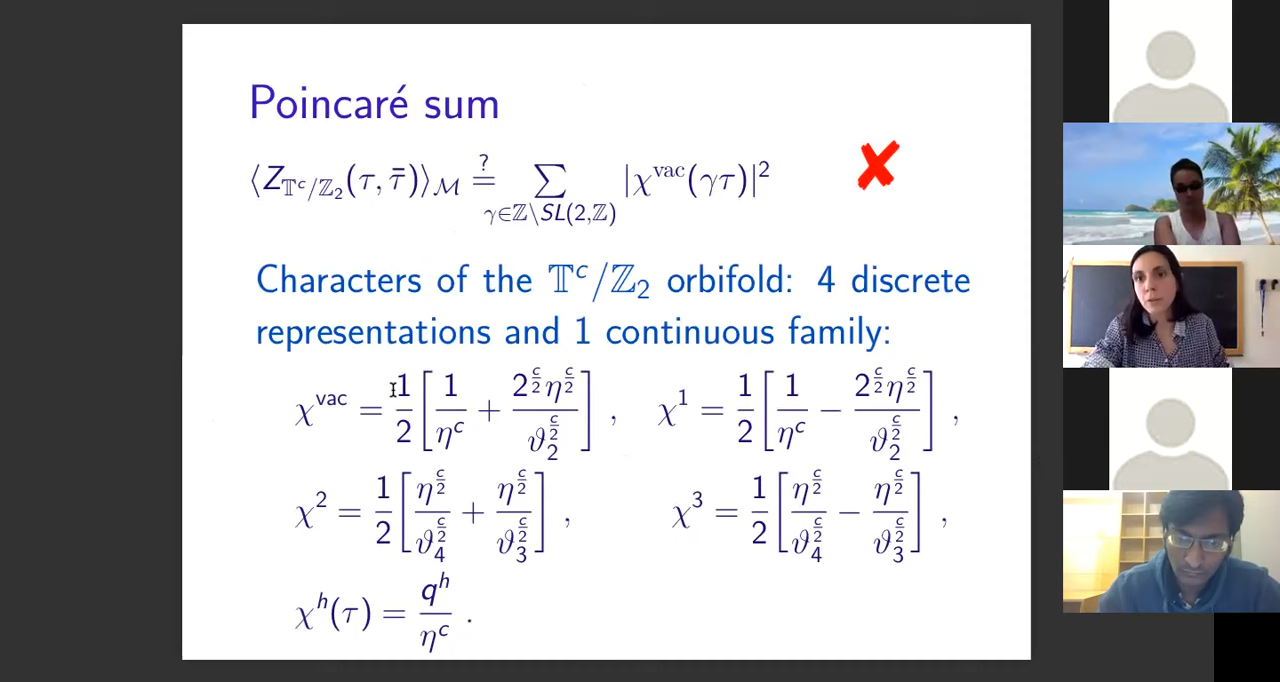 Poincaré sum
⟨Z_{𝕋^c/ℤ_2}(τ, τ̄)⟩_ℳ ≟ ∑_{γ∈ℤ\SL(2,ℤ)} |χ^{vac}(γτ)|^2
Characters of the 𝕋^c/ℤ_2 orbifold: 4 discrete
representations and 1 continuous family:
χ^{vac} = 1/2 [ 1/η^c + 2^{c/2} η^{c/2} / ϑ_2^{c/2} ] , χ^1 = 1/2 [ 1/η^c − 2^{c/2} η^{c/2} / ϑ_2^{c/2} ] ,
χ^2 = 1/2 [ η^{c/2} / ϑ_4^{c/2} + η^{c/2} / ϑ_3^{c/2} ] , χ^3 = 1/2 [ η^{c/2} / ϑ_4^{c/2} − η^{c/2} / ϑ_3^{c/2} ] ,
χ^h(τ) = q^h / η^c .